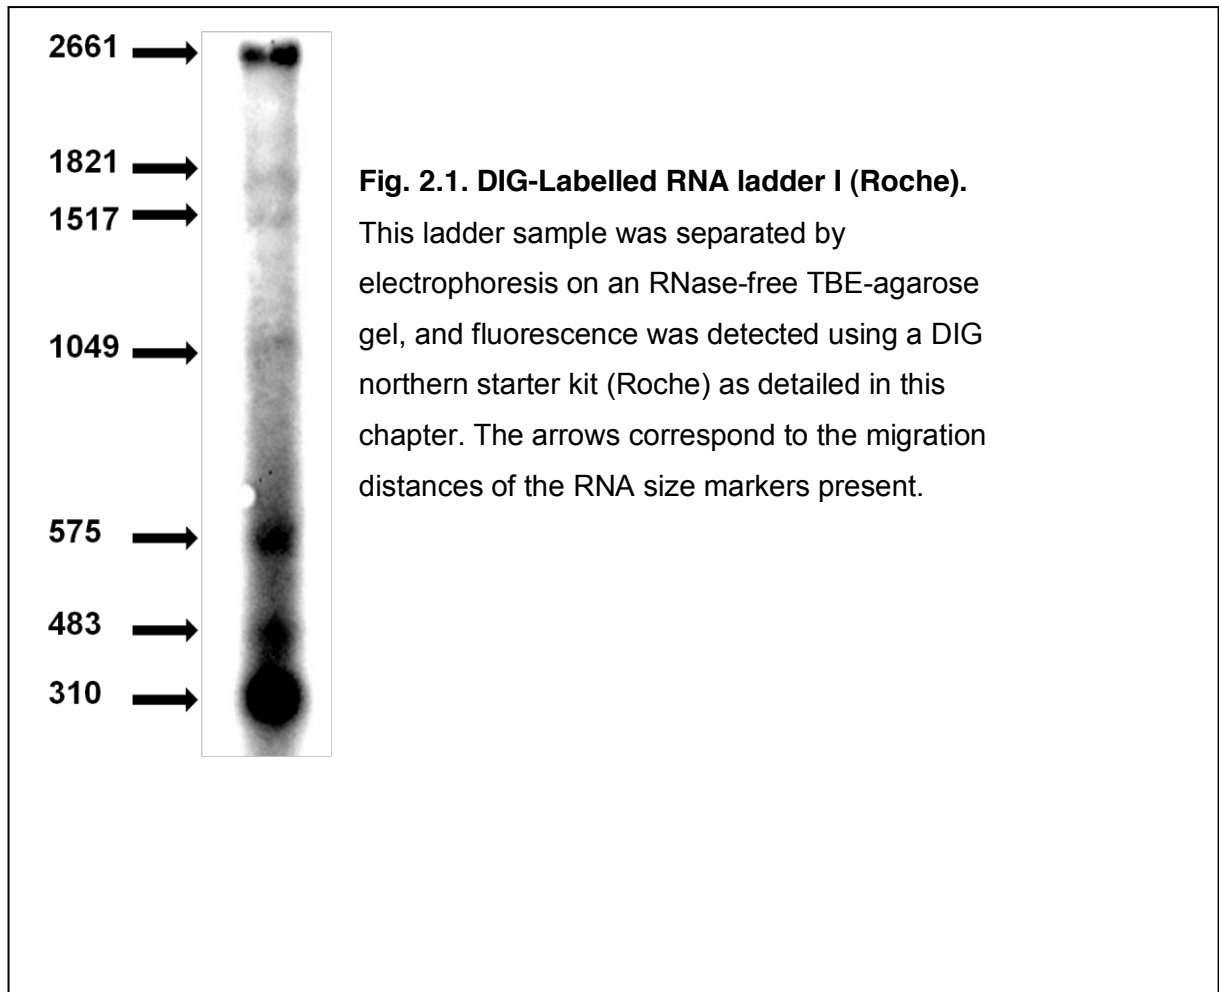 2661
1821
1517
1049
575
483
310
Fig. 2.1. DIG-Labelled RNA ladder I (Roche).
This ladder sample was separated by
electrophoresis on an RNase-free TBE-agarose
gel, and fluorescence was detected using a DIG
northern starter kit (Roche) as detailed in this
chapter. The arrows correspond to the migration
distances of the RNA size markers present.